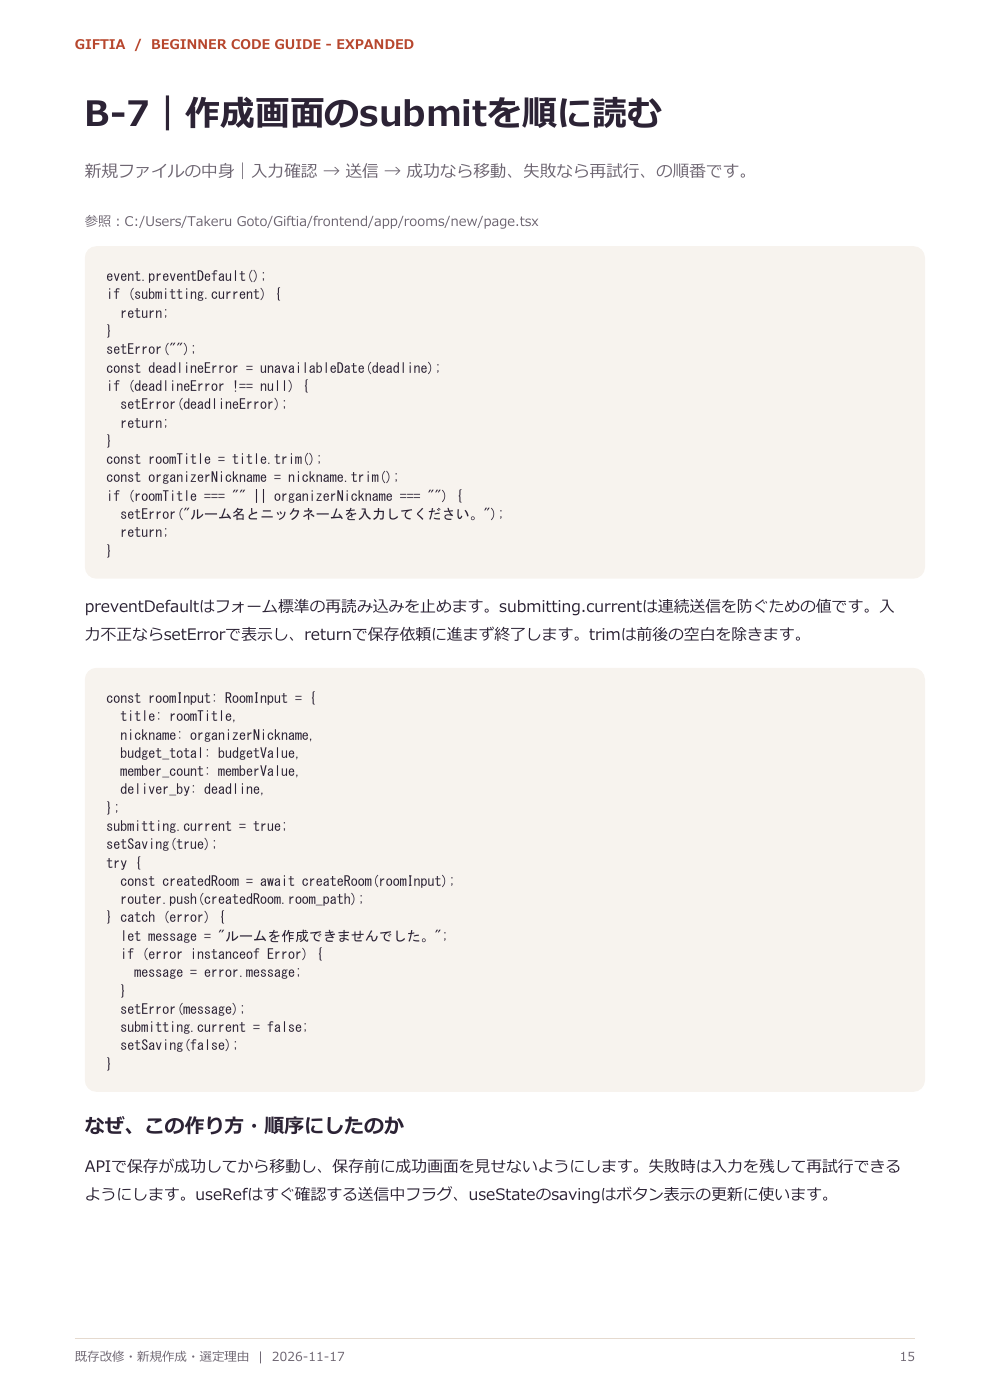 GIFTIA / BEGINNER CODE GUIDE - EXPANDED
B-7｜作成画面のsubmitを順に読む
新規ファイルの中身｜入力確認 → 送信 → 成功なら移動、失敗なら再試行、の順番です。
参照：C:/Users/Takeru Goto/Giftia/frontend/app/rooms/new/page.tsx
event.preventDefault();
if (submitting.current) {
  return;
}
setError("");
const deadlineError = unavailableDate(deadline);
if (deadlineError !== null) {
  setError(deadlineError);
  return;
}
const roomTitle = title.trim();
const organizerNickname = nickname.trim();
if (roomTitle === "" || organizerNickname === "") {
  setError("ルーム名とニックネームを入力してください。");
  return;
}
preventDefaultはフォーム標準の再読み込みを止めます。submitting.currentは連続送信を防ぐための値です。入
力不正ならsetErrorで表示し、returnで保存依頼に進まず終了します。trimは前後の空白を除きます。
const roomInput: RoomInput = {
  title: roomTitle,
  nickname: organizerNickname,
  budget_total: budgetValue,
  member_count: memberValue,
  deliver_by: deadline,
};
submitting.current = true;
setSaving(true);
try {
  const createdRoom = await createRoom(roomInput);
  router.push(createdRoom.room_path);
} catch (error) {
  let message = "ルームを作成できませんでした。";
  if (error instanceof Error) {
    message = error.message;
  }
  setError(message);
  submitting.current = false;
  setSaving(false);
}
なぜ、この作り方・順序にしたのか
APIで保存が成功してから移動し、保存前に成功画面を見せないようにします。失敗時は入力を残して再試行できる
ようにします。useRefはすぐ確認する送信中フラグ、useStateのsavingはボタン表示の更新に使います。
既存改修・新規作成・選定理由 | 2026-11-17
15